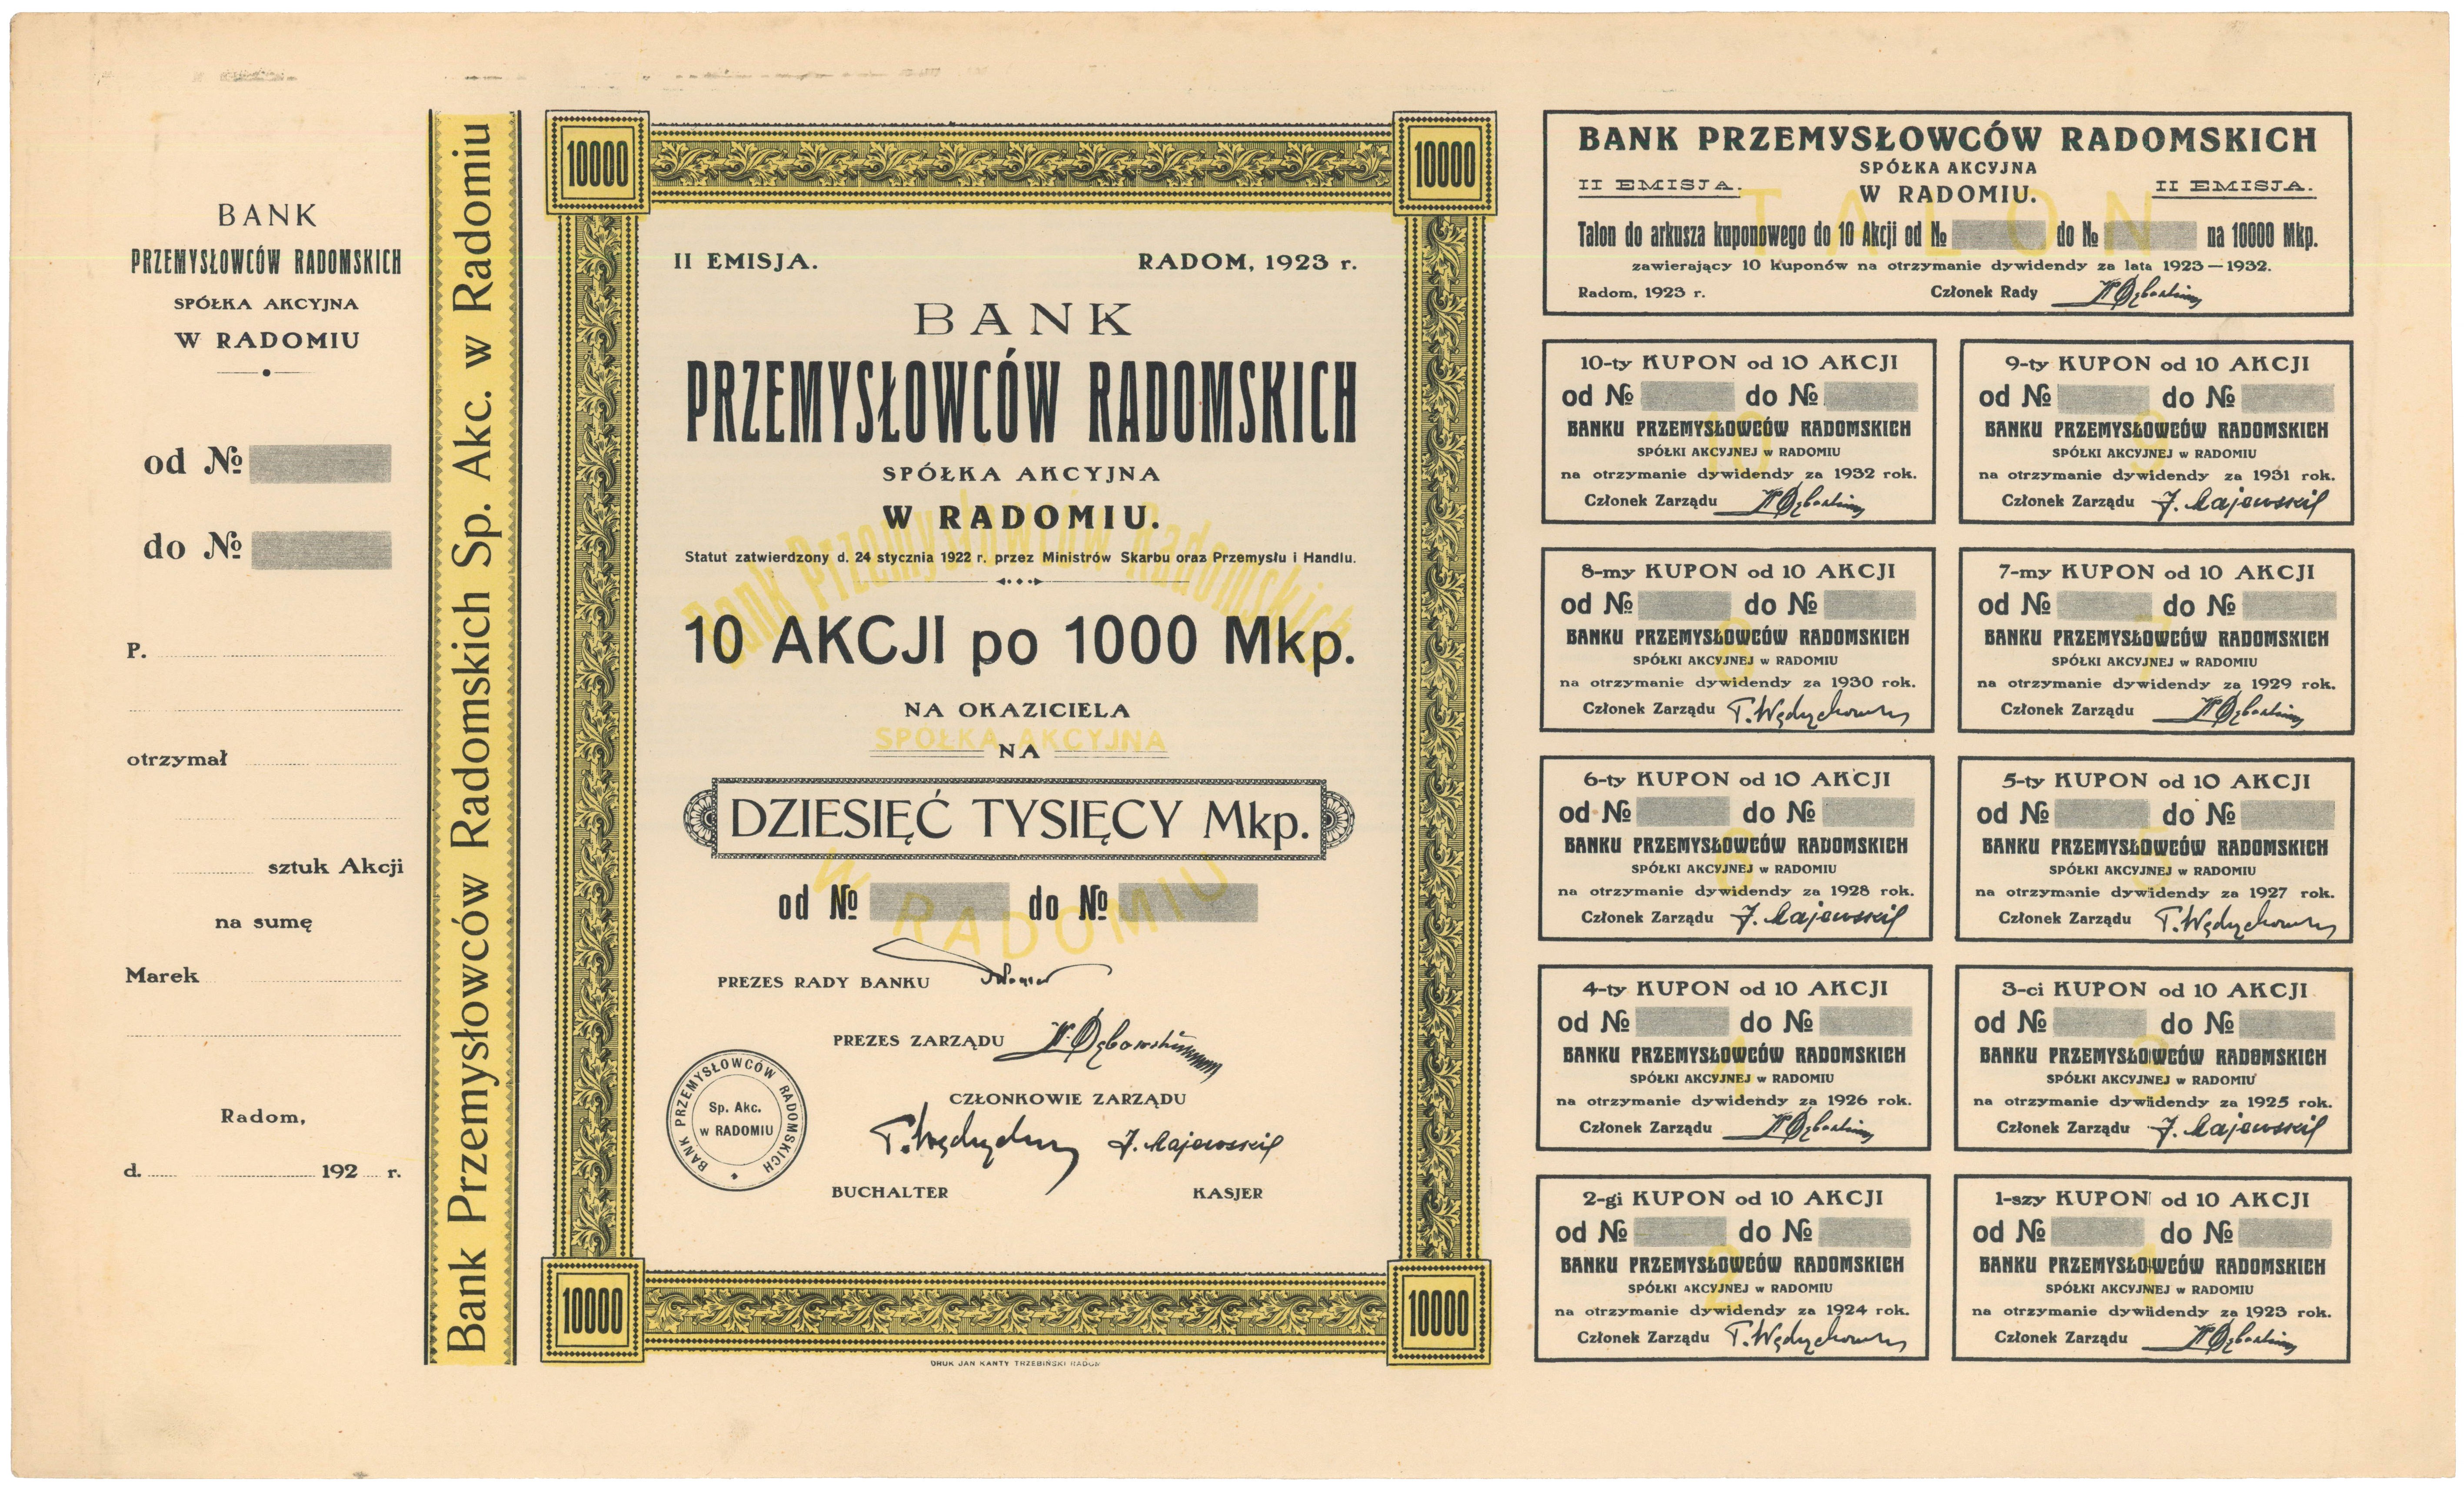 BANK
PRZEMYSŁOWCÓW RADOMSKICH
SPÓŁKA AKCYJNA
W RADOMIU
od №
do №
P.
otrzymał
sztuk Akcji
na sumę
Marek
Radom,
d. 192 r.
Bank Przemysłowców Radomskich Sp. Akc. w Radomiu
10000
10000
II EMISJA.
RADOM, 1923 r.
BANK
PRZEMYSŁOWCÓW RADOMSKICH
SPÓŁKA AKCYJNA
W RADOMIU.
Bank Przemysłowców Radomskich
Statut zatwierdzony d. 24 stycznia 1922 r. przez Ministrów Skarbu oraz Przemysłu i Handlu.
10 AKCJI po 1000 Mkp.
NA OKAZICIELA
SPÓŁKA AKCYJNA
NA
DZIESIĘĆ TYSIĘCY Mkp.
W RADOMIU
od № do №
PREZES RADY BANKU
PREZES ZARZĄDU
CZŁONKOWIE ZARZĄDU
J. Majewski
BANK PRZEMYSŁOWCÓW RADOMSKICH
Sp. Akc.
w RADOMIU
BUCHALTER
KASJER
10000
10000
DRUK JAN KANTY TRZEBIŃSKI RADOM
BANK PRZEMYSŁOWCÓW RADOMSKICH
SPÓŁKA AKCYJNA
II EMISJA.
W RADOMIU.
II EMISJA.
TALON
Talon do arkusza kuponowego do 10 Akcji od № do № na 10000 Mkp.
zawierający 10 kuponów na otrzymanie dywidendy za lata 1923—1932.
Radom, 1923 r. Członek Rady
10-ty KUPON od 10 AKCJI
od № do №
BANKU PRZEMYSŁOWCÓW RADOMSKICH
10
SPÓŁKI AKCYJNEJ w RADOMIU
na otrzymanie dywidendy za 1932 rok.
Członek Zarządu
9-ty KUPON od 10 AKCJI
od № do №
BANKU PRZEMYSŁOWCÓW RADOMSKICH
9
SPÓŁKI AKCYJNEJ w RADOMIU
na otrzymanie dywidendy za 1931 rok.
Członek Zarządu J. Majewski
8-my KUPON od 10 AKCJI
od № do №
BANKU PRZEMYSŁOWCÓW RADOMSKICH
8
SPÓŁKI AKCYJNEJ w RADOMIU
na otrzymanie dywidendy za 1930 rok.
Członek Zarządu
7-my KUPON od 10 AKCJI
od № do №
BANKU PRZEMYSŁOWCÓW RADOMSKICH
7
SPÓŁKI AKCYJNEJ w RADOMIU
na otrzymanie dywidendy za 1929 rok.
Członek Zarządu
6-ty KUPON od 10 AKCJI
od № do №
BANKU PRZEMYSŁOWCÓW RADOMSKICH
6
SPÓŁKI AKCYJNEJ w RADOMIU
na otrzymanie dywidendy za 1928 rok.
Członek Zarządu J. Majewski
5-ty KUPON od 10 AKCJI
od № do №
BANKU PRZEMYSŁOWCÓW RADOMSKICH
5
SPÓŁKI AKCYJNEJ w RADOMIU
na otrzymanie dywidendy za 1927 rok.
Członek Zarządu
4-ty KUPON od 10 AKCJI
od № do №
BANKU PRZEMYSŁOWCÓW RADOMSKICH
4
SPÓŁKI AKCYJNEJ w RADOMIU
na otrzymanie dywidendy za 1926 rok.
Członek Zarządu
3-ci KUPON od 10 AKCJI
od № do №
BANKU PRZEMYSŁOWCÓW RADOMSKICH
3
SPÓŁKI AKCYJNEJ w RADOMIU
na otrzymanie dywidendy za 1925 rok.
Członek Zarządu J. Majewski
2-gi KUPON od 10 AKCJI
od № do №
BANKU PRZEMYSŁOWCÓW RADOMSKICH
2
SPÓŁKI AKCYJNEJ w RADOMIU
na otrzymanie dywidendy za 1924 rok.
Członek Zarządu
1-szy KUPON od 10 AKCJI
od № do №
BANKU PRZEMYSŁOWCÓW RADOMSKICH
1
SPÓŁKI AKCYJNEJ w RADOMIU
na otrzymanie dywidendy za 1923 rok.
Członek Zarządu